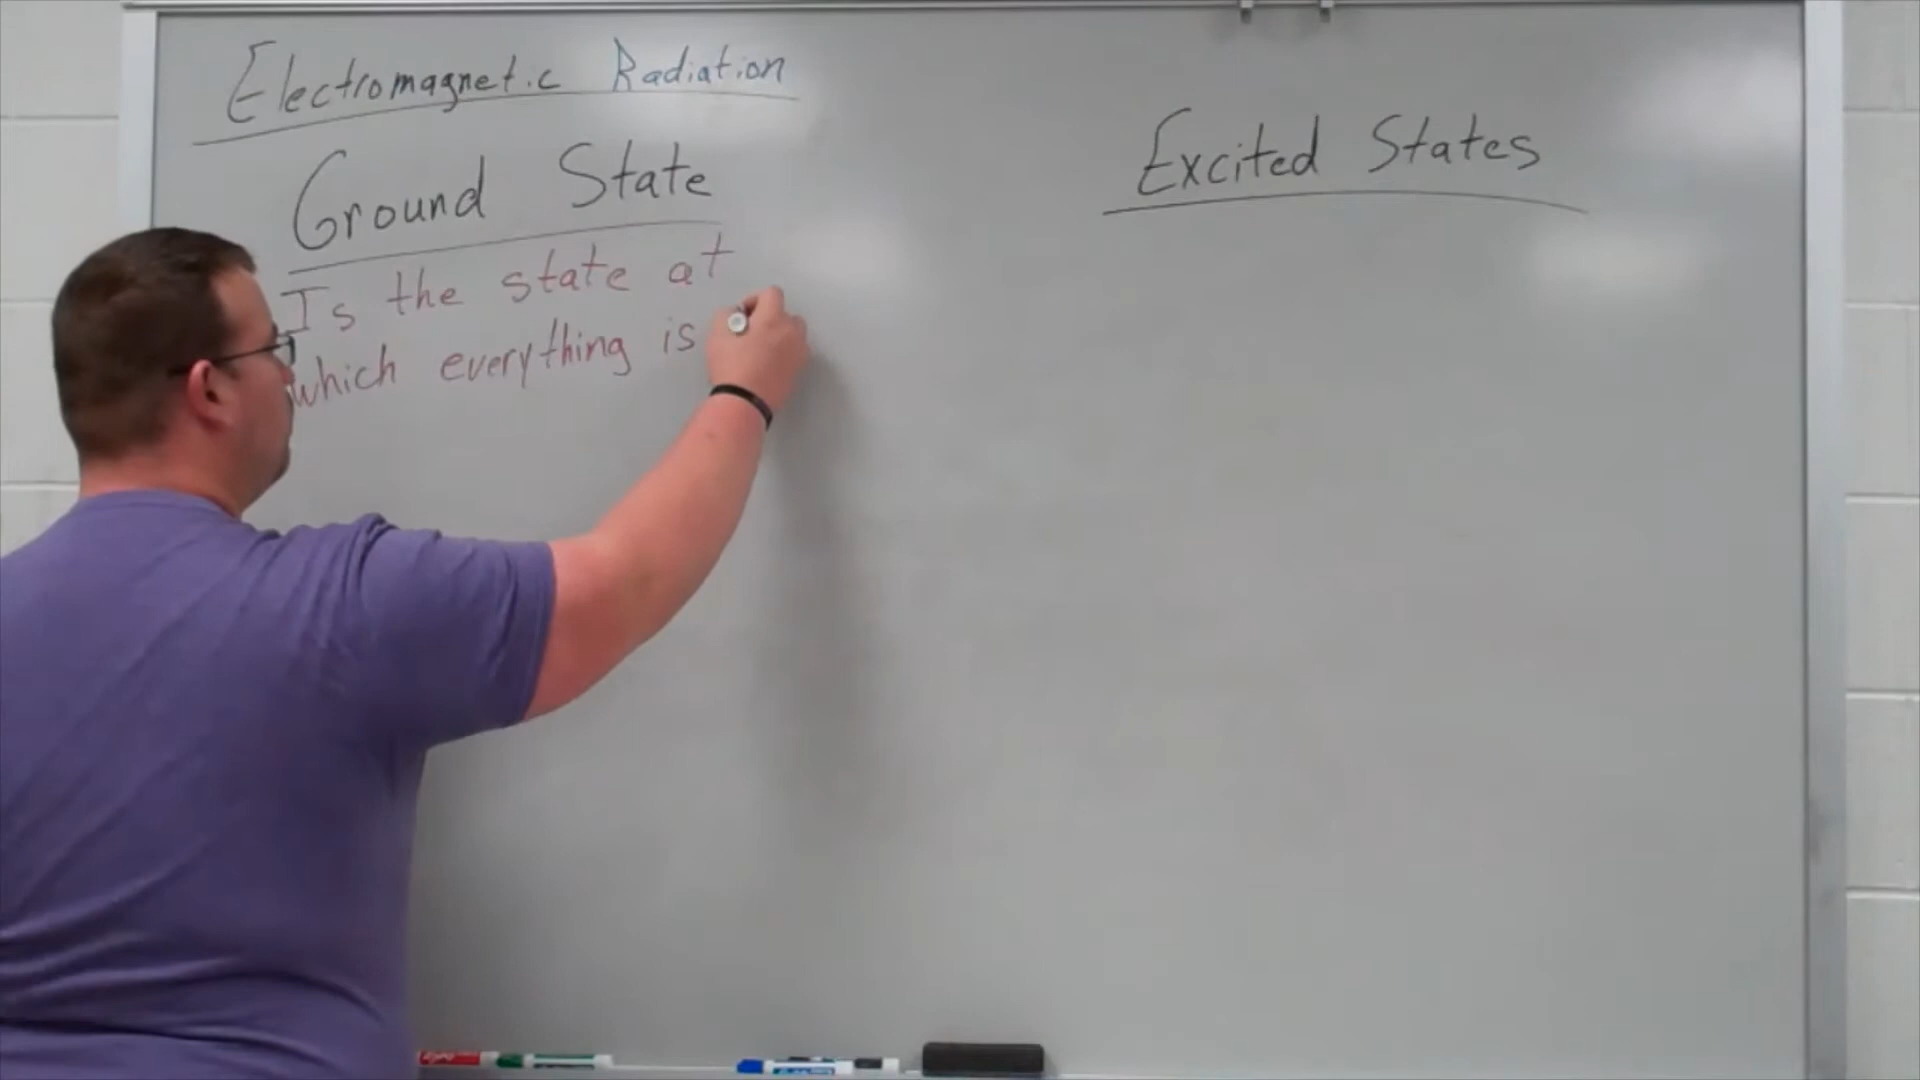 Electromagnetic Radiation
Ground State
Is the state at
which everything is
Excited States